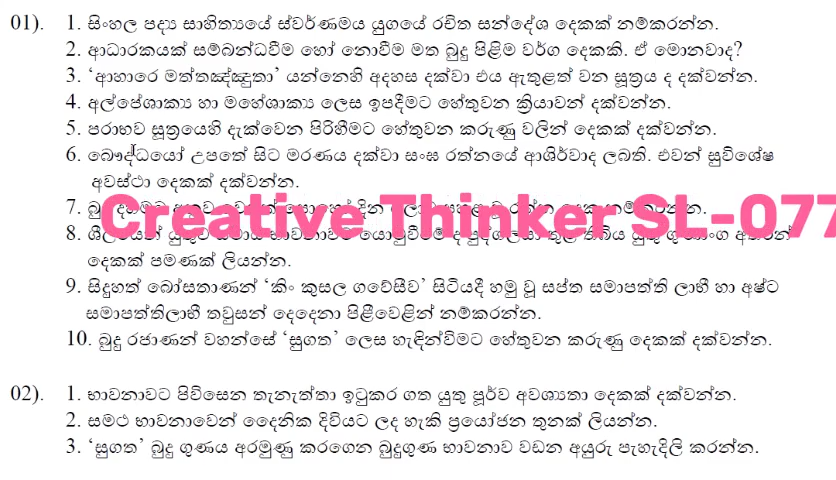 01). 1. සිංහල පද්‍ය සාහිත්‍යයේ ස්වර්ණමය යුගයේ රචිත සන්දේශ දෙකක් නම්කරන්න.
2. ආධාරකයක් සම්බන්ධවීම හෝ නොවීම මත බුදු පිළිම වර්ග දෙකකි. ඒ මොනවාද?
3. ‘ආහාරෙ මත්තඤ්ඤුතා’ යන්නෙහි අදහස දක්වා එය ඇතුළත් වන සූත්‍රය ද දක්වන්න.
4. අල්පේශාක්‍ය හා මහේශාක්‍ය ලෙස ඉපදීමට හේතුවන ක්‍රියාවන් දක්වන්න.
5. පරාභව සූත්‍රයෙහි දැක්වෙන පිරිහීමට හේතුවන කරුණු වලින් දෙකක් දක්වන්න.
6. බෞද්ධයෝ උපතේ සිට මරණය දක්වා සංඝ රත්නයේ ආශිර්වාද ලබති. එවන් සුවිශේෂ
අවස්ථා දෙකක් දක්වන්න.
7. නම් කරන්න.
Creative Thinker SL-077
8.
දෙකක් පමණක් ලියන්න.
9. සිදුහත් බෝසතාණන් ‘කිං කුසල ගවේසීව’ සිටියදී හමු වූ සප්ත සමාපත්ති ලාභී හා අෂ්ට
සමාපත්තිලාභී තවුසන් දෙදෙනා පිළිවෙළින් නම්කරන්න.
10. බුදු රජාණන් වහන්සේ ‘සුගත’ ලෙස හැඳින්වීමට හේතුවන කරුණු දෙකක් දක්වන්න.
02). 1. භාවනාවට පිවිසෙන තැනැත්තා ඉටුකර ගත යුතු පූර්ව අවශ්‍යතා දෙකක් දක්වන්න.
2. සමථ භාවනාවෙන් දෛනික දිවියට ලද හැකි ප්‍රයෝජන තුනක් ලියන්න.
3. ‘සුගත’ බුදු ගුණය අරමුණු කරගෙන බුදුගුණ භාවනාව වඩන අයුරු පැහැදිලි කරන්න.